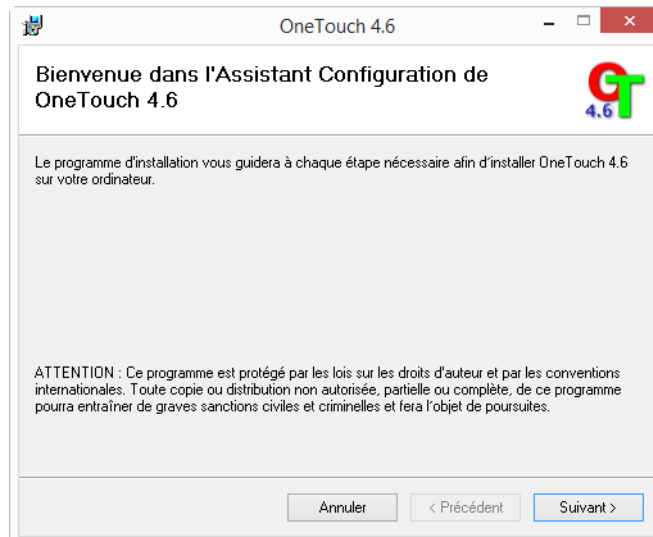 OneTouch 4.6
Bienvenue dans l'Assistant Configuration de
OneTouch 4.6
OT
4.6
Le programme d'installation vous guidera à chaque étape nécessaire afin d'installer OneTouch 4.6
sur votre ordinateur.
ATTENTION : Ce programme est protégé par les lois sur les droits d'auteur et par les conventions
internationales. Toute copie ou distribution non autorisée, partielle ou complète, de ce programme
pourra entraîner de graves sanctions civiles et criminelles et fera l'objet de poursuites.
Annuler
< Précédent
Suivant >